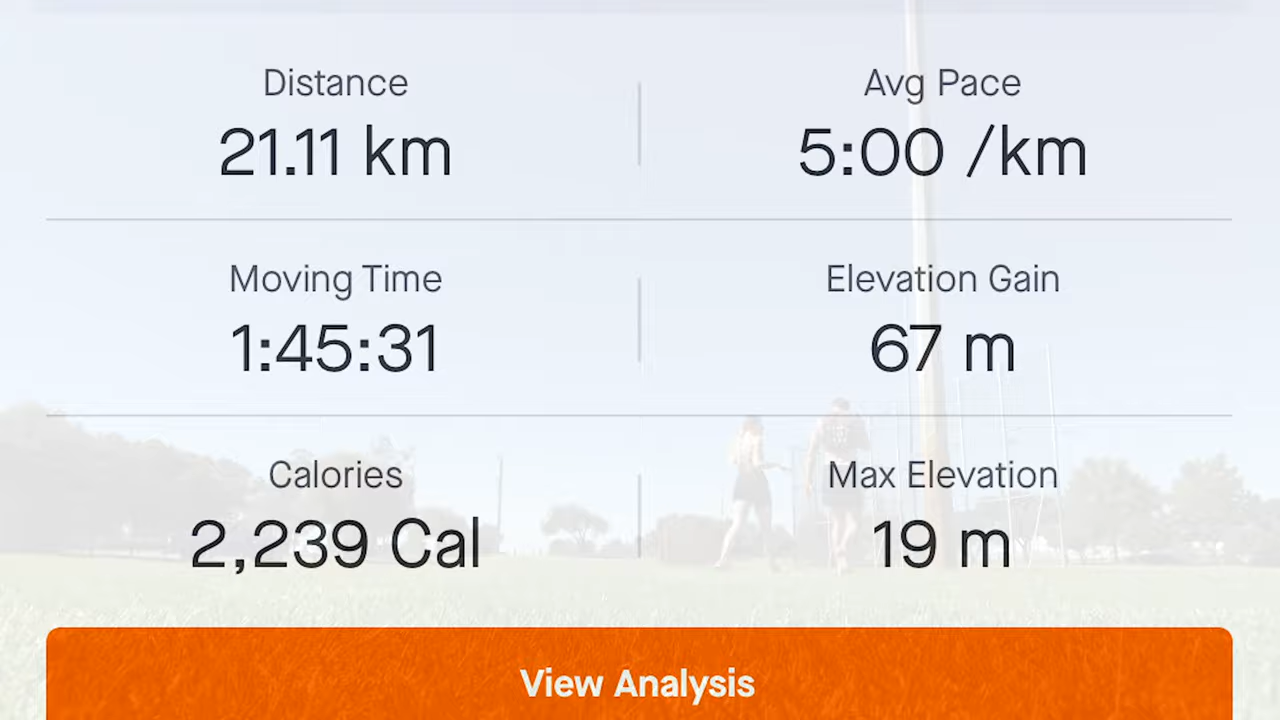 Distance
Avg Pace
21.11 km
5:00 /km
Moving Time
Elevation Gain
1:45:31
67 m
Calories
Max Elevation
2,239 Cal
19 m
View Analysis